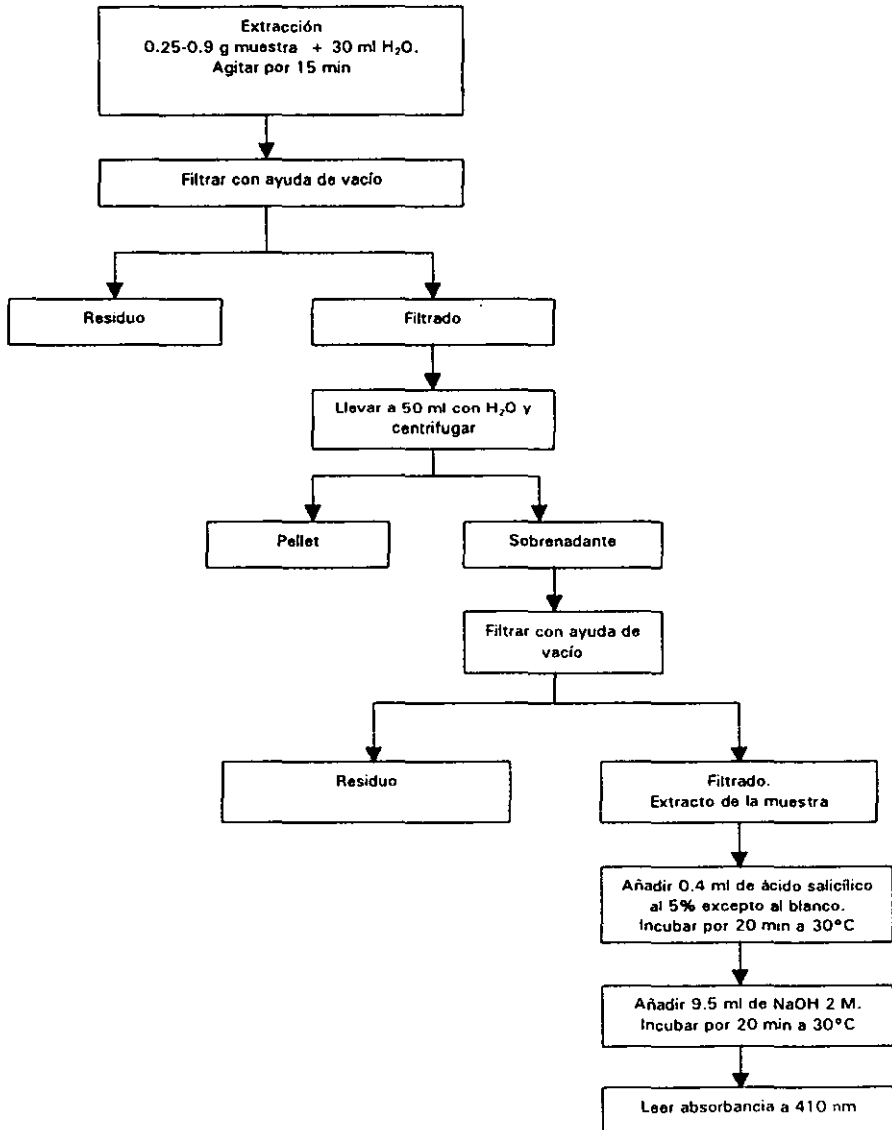 Extracción
0.25-0.9 g muestra + 30 ml H₂O.
Agitar por 15 min
Filtrar con ayuda de vacío
Residuo
Filtrado
Llevar a 50 ml con H₂O y
centrifugar
Pellet
Sobrenadante
Filtrar con ayuda de
vacío
Residuo
Filtrado.
Extracto de la muestra
Añadir 0.4 ml de ácido salicílico
al 5% excepto al blanco.
Incubar por 20 min a 30°C
Añadir 9.5 ml de NaOH 2 M.
Incubar por 20 min a 30°C
Leer absorbancia a 410 nm